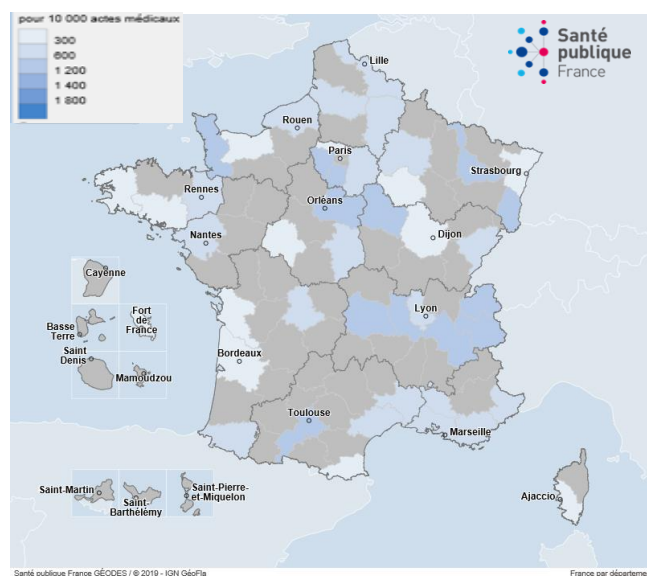 pour 10 000 actes médicaux
300
600
1 200
1 400
1 800
Santé
publique
France
Lille
Rouen
Paris
Strasbourg
Rennes
Orléans
Nantes
Dijon
Cayenne
Lyon
Fort
de
France
Basse
Terre
Saint
Denis
Mamoudzou
Bordeaux
Toulouse
Marseille
Saint-Martin
Saint-
Barthélémy
Saint-Pierre-
et-Miquelon
Ajaccio
Santé publique France GÉODES / © 2019 - IGN GéoFla
France par départeme